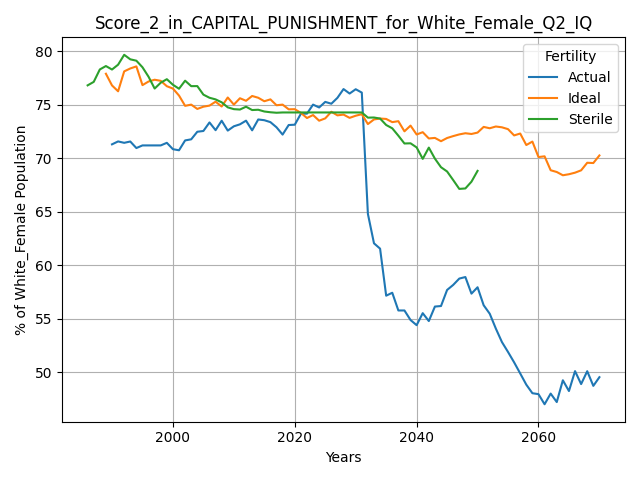 Score_2_in_CAPITAL_PUNISHMENT_for_White_Female_Q2_IQ
Fertility
Actual
Ideal
Sterile
% of White_Female Population
80
75
70
65
60
55
50
2000 2020 2040 2060
Years